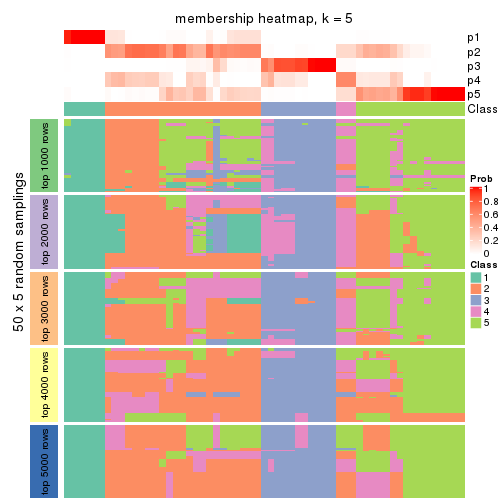 membership heatmap, k = 5
p1
p2
p3
p4
p5
Class
50 x 5 random samplings
top 1000 rows
top 2000 rows
top 3000 rows
top 4000 rows
top 5000 rows
Prob
1
0.8
0.6
0.4
0.2
0
Class
1
2
3
4
5